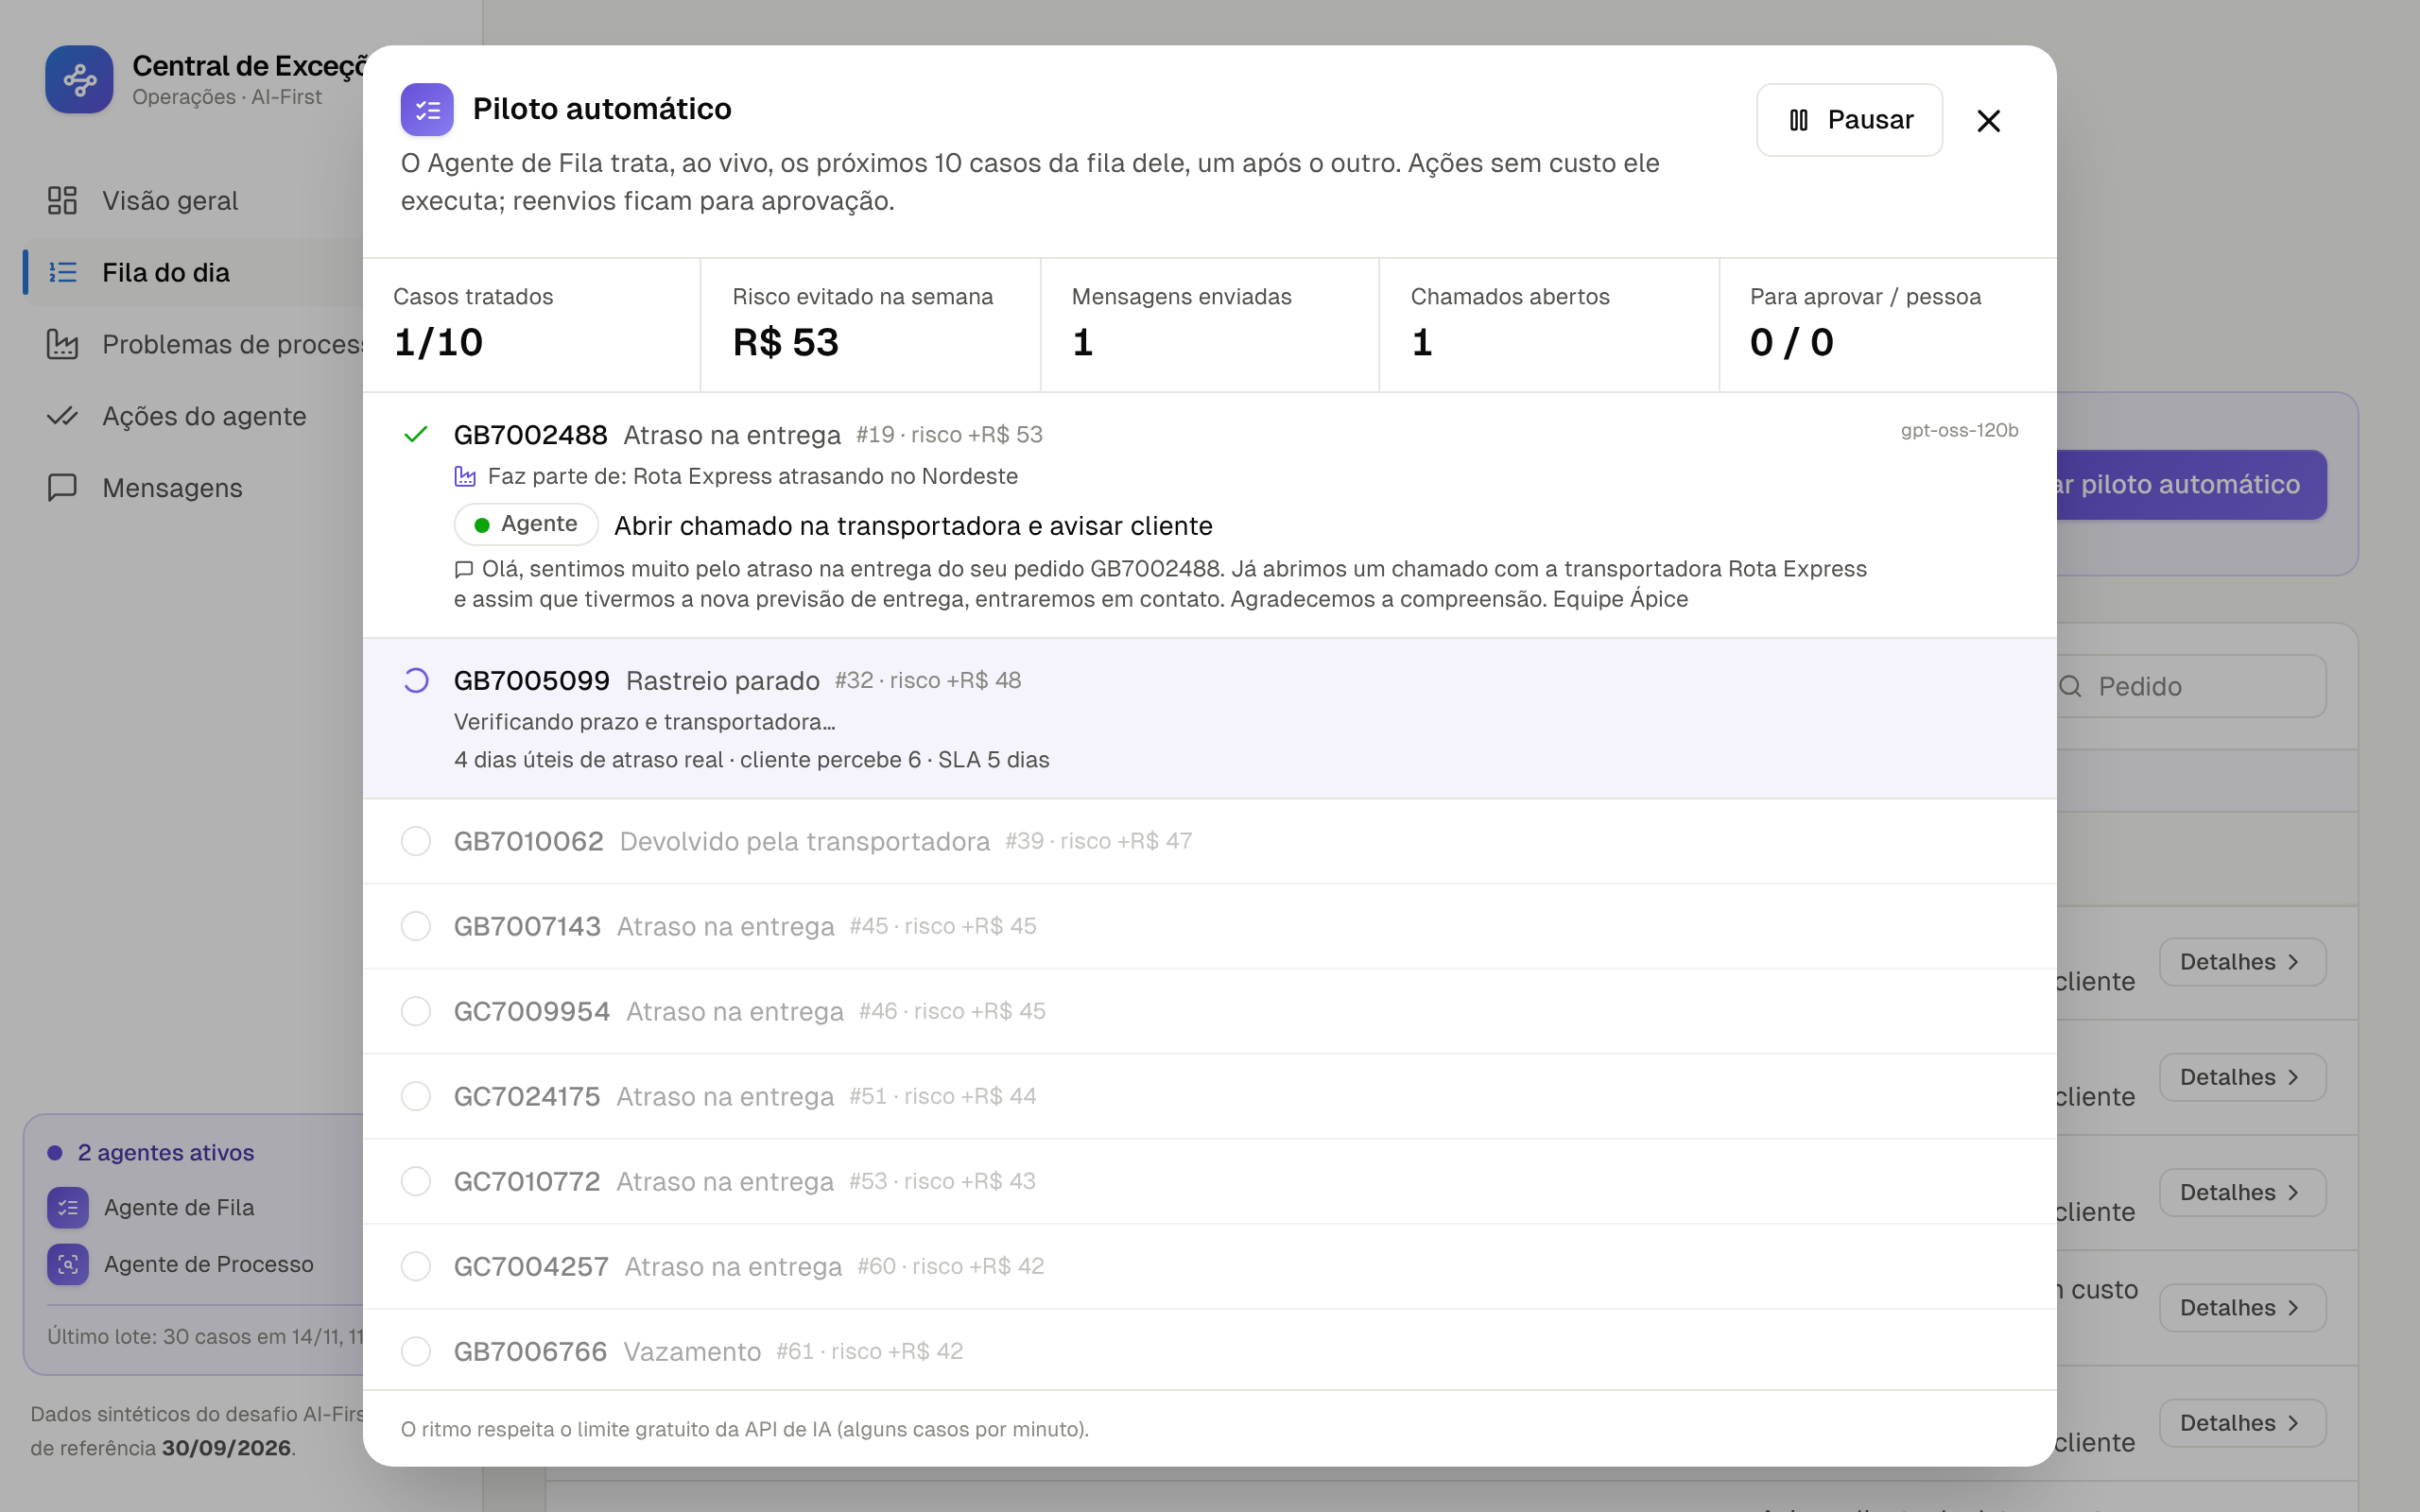 Central de Exceçõ
Operações · AI-First
Visão geral
Fila do dia
Problemas de process
Ações do agente
Mensagens
2 agentes ativos
Agente de Fila
Agente de Processo
Último lote: 30 casos em 14/11, 11
Dados sintéticos do desafio AI-Firs
de referência 30/09/2026.
Piloto automático
Pausar
O Agente de Fila trata, ao vivo, os próximos 10 casos da fila dele, um após o outro. Ações sem custo ele
executa; reenvios ficam para aprovação.
Casos tratados
1/10
Risco evitado na semana
R$ 53
Mensagens enviadas
1
Chamados abertos
1
Para aprovar / pessoa
0 / 0
GB7002488 Atraso na entrega #19 · risco +R$ 53
gpt-oss-120b
Faz parte de: Rota Express atrasando no Nordeste
Agente Abrir chamado na transportadora e avisar cliente
Olá, sentimos muito pelo atraso na entrega do seu pedido GB7002488. Já abrimos um chamado com a transportadora Rota Express
e assim que tivermos a nova previsão de entrega, entraremos em contato. Agradecemos a compreensão. Equipe Ápice
GB7005099 Rastreio parado #32 · risco +R$ 48
Verificando prazo e transportadora…
4 dias úteis de atraso real · cliente percebe 6 · SLA 5 dias
GB7010062 Devolvido pela transportadora #39 · risco +R$ 47
GB7007143 Atraso na entrega #45 · risco +R$ 45
GC7009954 Atraso na entrega #46 · risco +R$ 45
GC7024175 Atraso na entrega #51 · risco +R$ 44
GC7010772 Atraso na entrega #53 · risco +R$ 43
GC7004257 Atraso na entrega #60 · risco +R$ 42
GB7006766 Vazamento #61 · risco +R$ 42
O ritmo respeita o limite gratuito da API de IA (alguns casos por minuto).
ar piloto automático
Pedido
cliente
Detalhes
cliente
Detalhes
cliente
Detalhes
custo
Detalhes
cliente
Detalhes